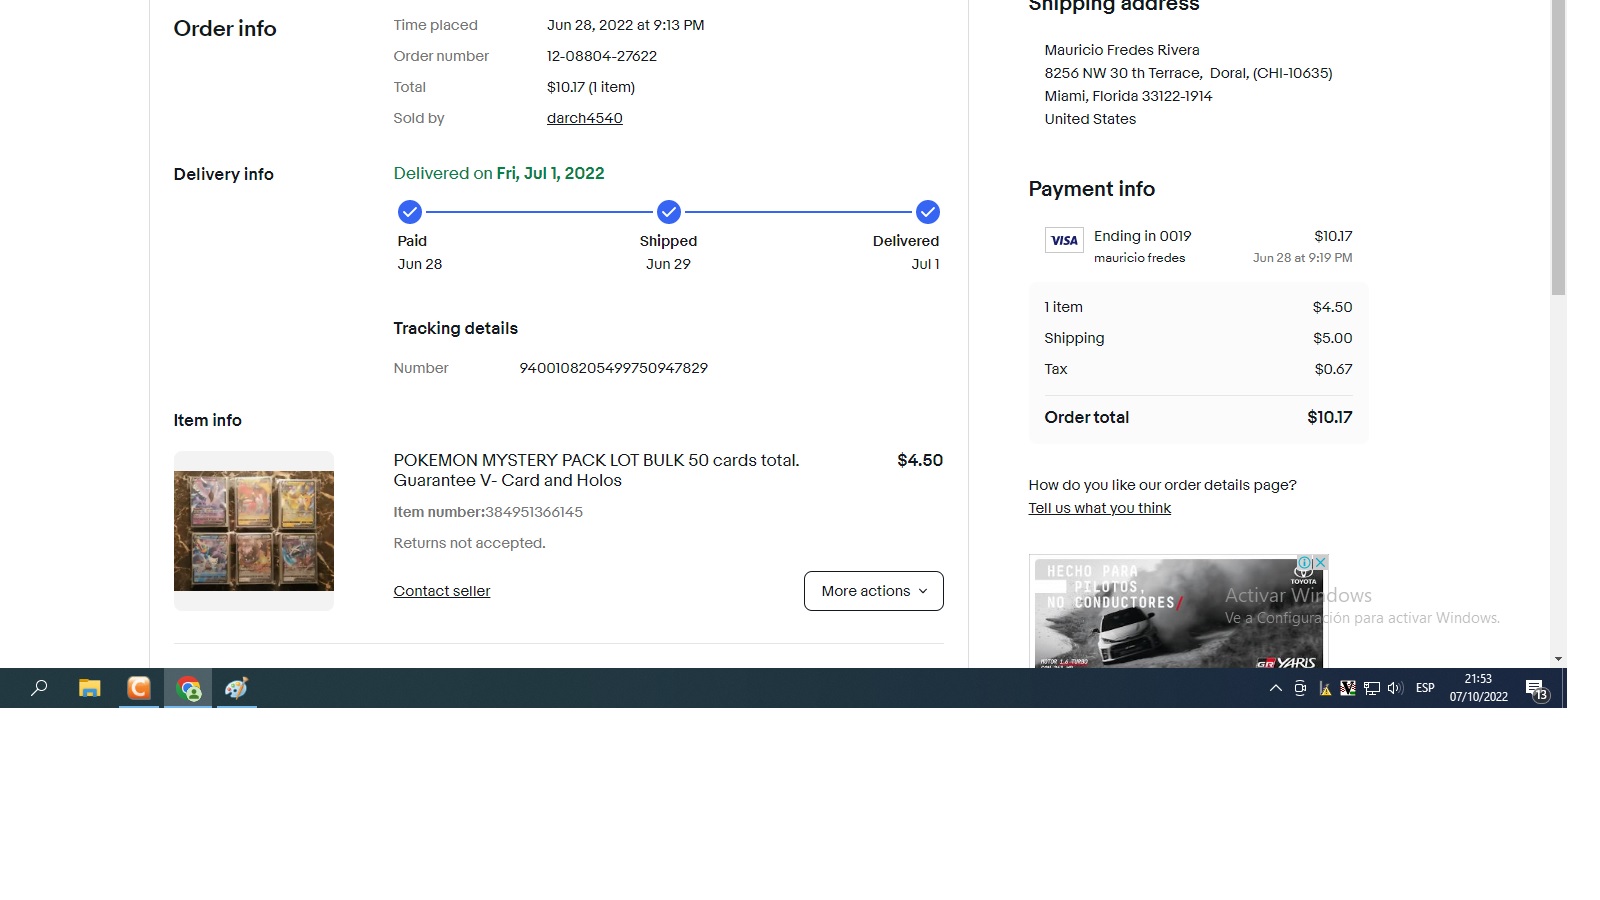 Order info
Time placed Jun 28, 2022 at 9:13 PM
Order number 12-08804-27622
Total $10.17 (1 item)
Sold by darch4540
Delivery info
Delivered on Fri, Jul 1, 2022
Paid Shipped Delivered
Jun 28 Jun 29 Jul 1
Tracking details
Number 9400108205499750947829
Item info
POKEMON MYSTERY PACK LOT BULK 50 cards total. $4.50
Guarantee V- Card and Holos
Item number:384951366145
Returns not accepted.
Contact seller More actions
Shipping address
Mauricio Fredes Rivera
8256 NW 30 th Terrace, Doral, (CHI-10635)
Miami, Florida 33122-1914
United States
Payment info
VISA Ending in 0019 $10.17
mauricio fredes Jun 28 at 9:19 PM
1 item $4.50
Shipping $5.00
Tax $0.67
Order total $10.17
How do you like our order details page?
Tell us what you think
HECHO PARA
PILOTOS,
NO CONDUCTORES/
TOYOTA
MOTOR 1.6 TURBO
GR YARIS
Activar Windows
Ve a Configuración para activar Windows.
ESP
21:53
07/10/2022
13